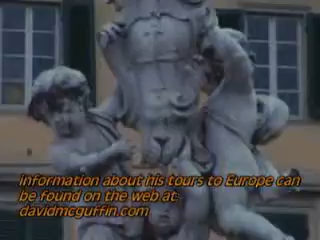 information about his tours to Europe can
be found on the web at:
davidmcguffin.com